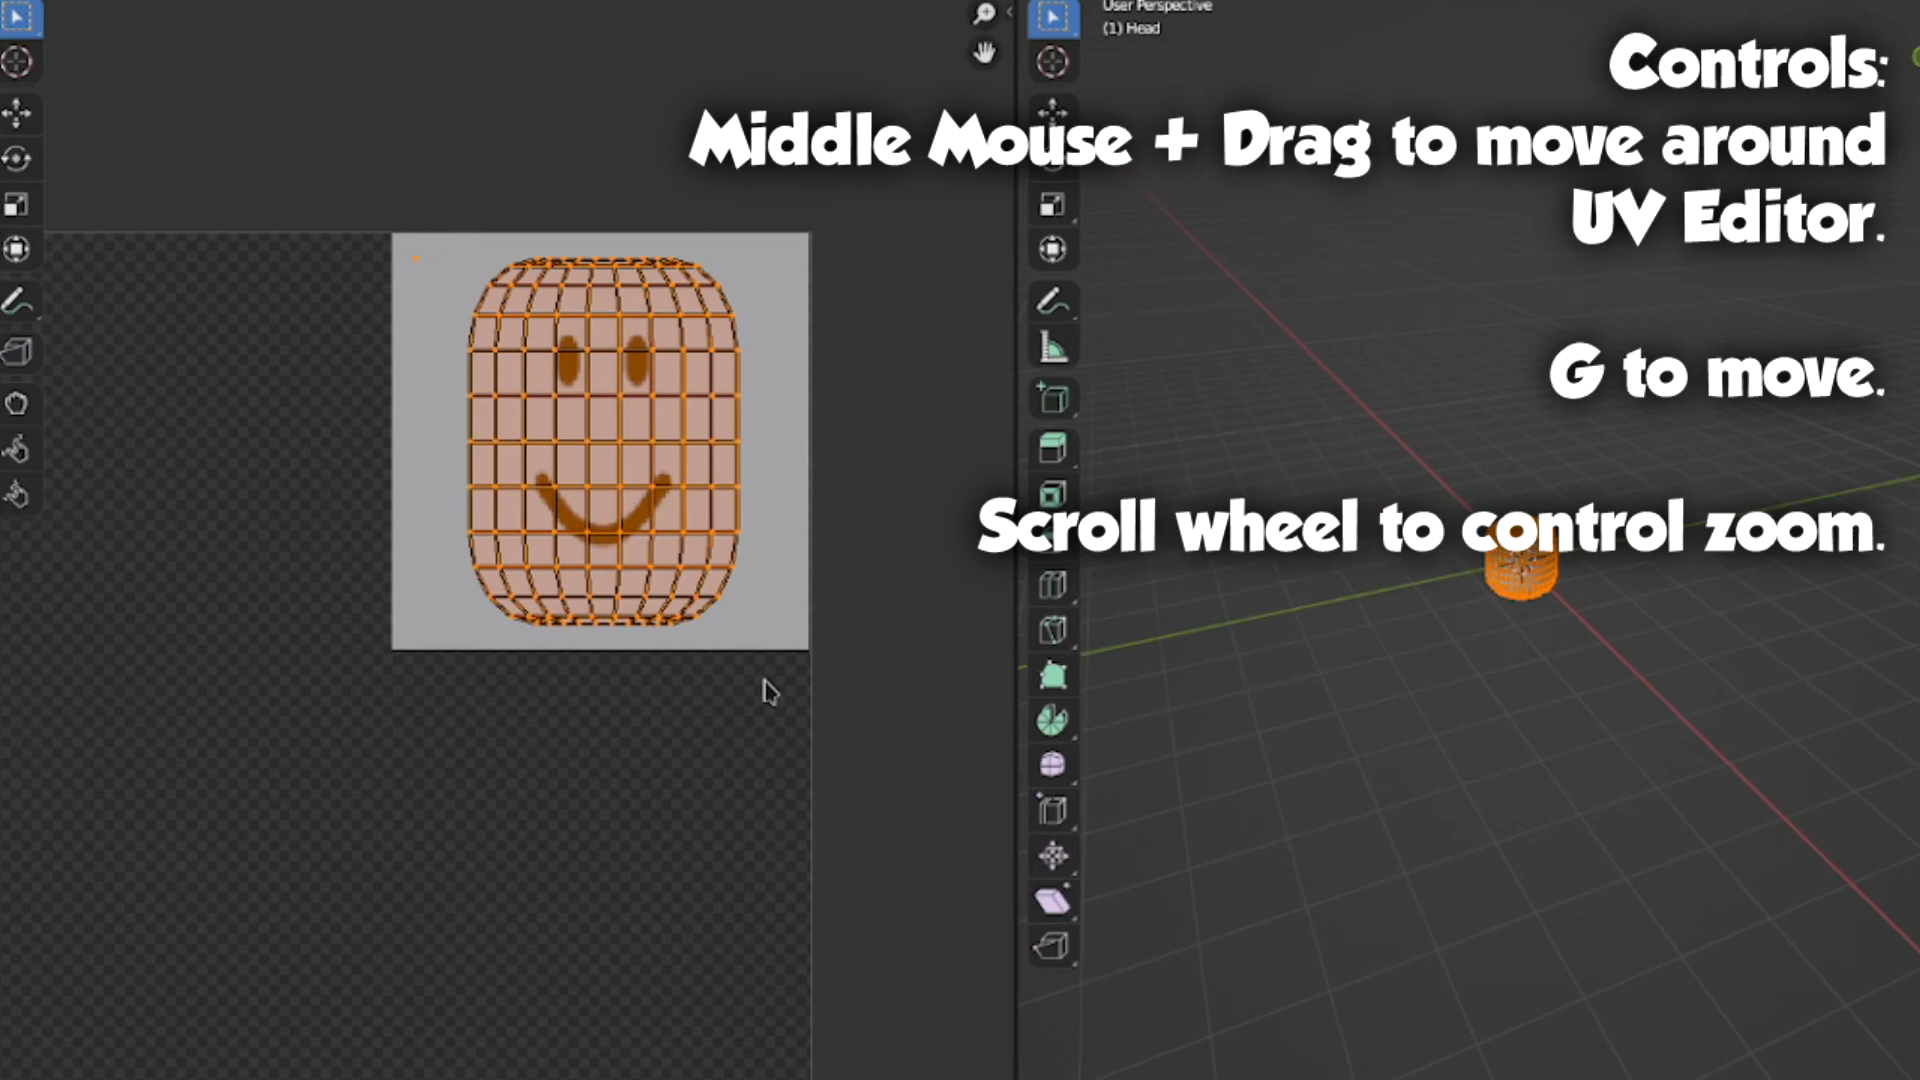 User Perspective
(1) Head
Controls:
Middle Mouse + Drag to move around
UV Editor.
G to move.
Scroll wheel to control zoom.